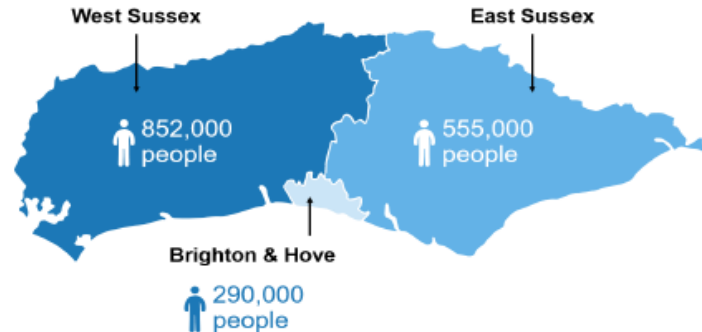 West Sussex
East Sussex
852,000
people
555,000
people
Brighton & Hove
290,000
people